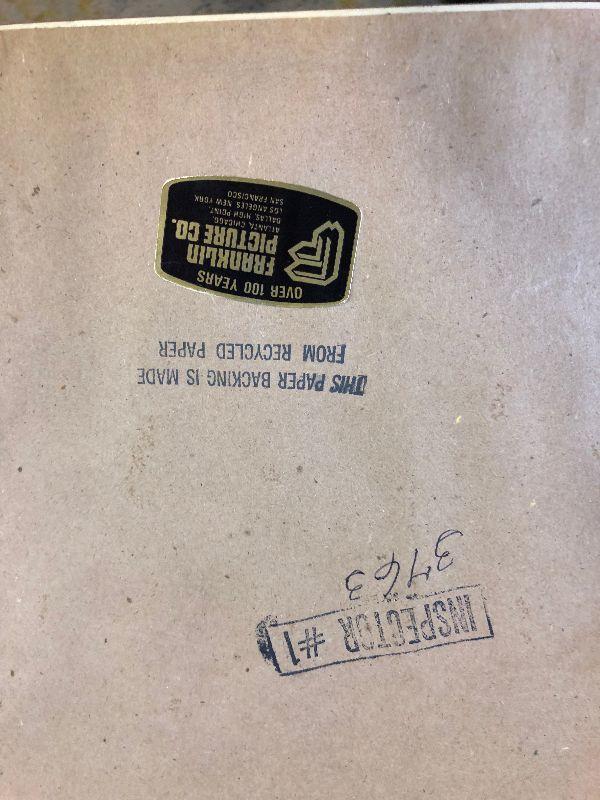 INSPECTOR #1
THIS PAPER BACKING IS MADE
FROM RECYCLED PAPER
OVER 100 YEARS
FRANKLIN
PICTURE CO.
ATLANTA, CHICAGO,
DALLAS, HIGH POINT,
LOS ANGELES, NEW YORK
SAN FRANCISCO